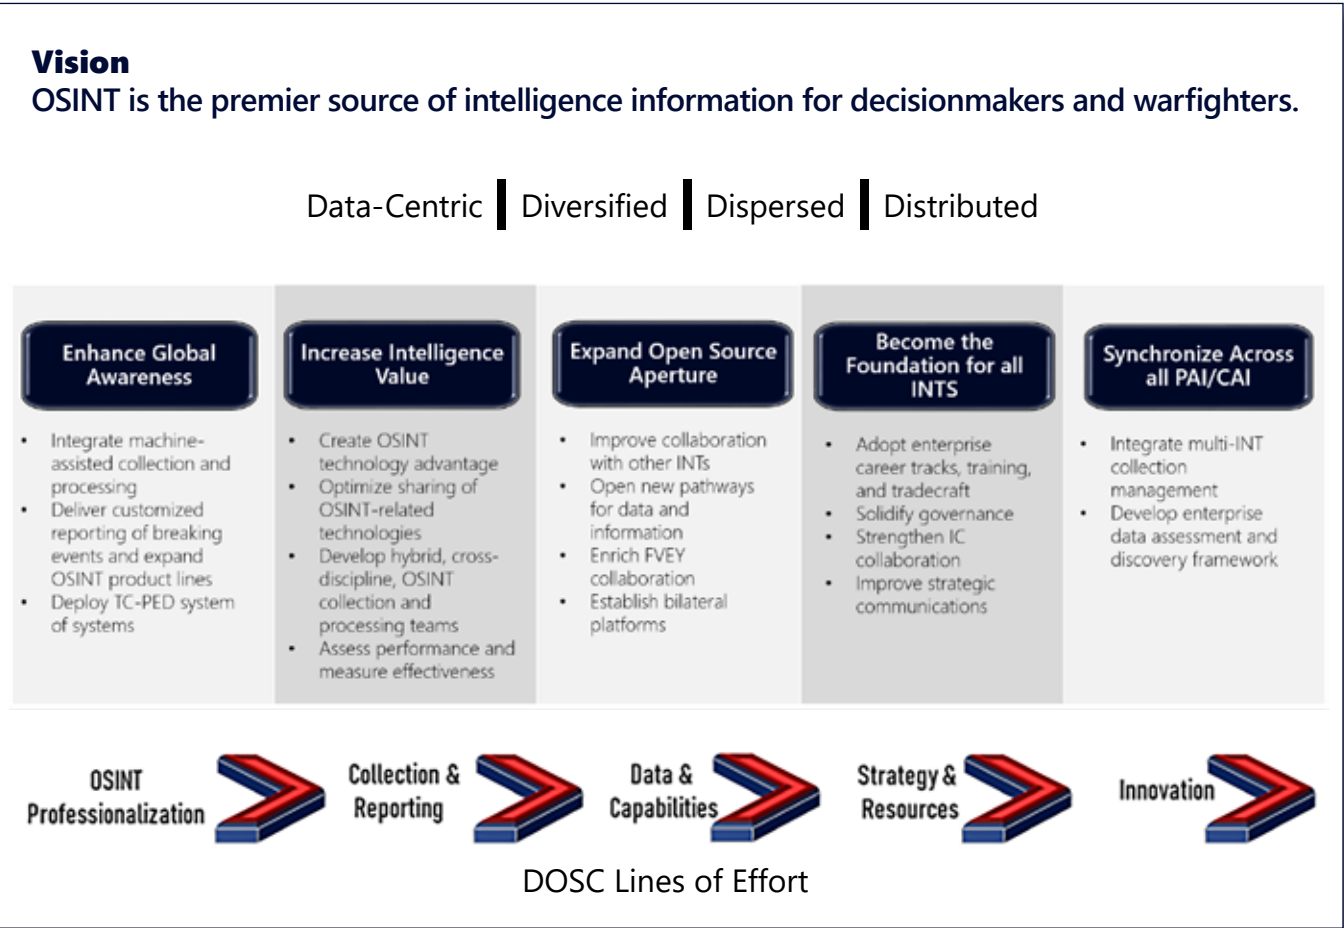 Vision
OSINT is the premier source of intelligence information for decisionmakers and warfighters.
Data-Centric | Diversified | Dispersed | Distributed
Enhance Global
Awareness
• Integrate machine-
assisted collection and
processing
• Deliver customized
reporting of breaking
events and expand
OSINT product lines
• Deploy TC-PED system
of systems
Increase Intelligence
Value
• Create OSINT
technology advantage
• Optimize sharing of
OSINT-related
technologies
• Develop hybrid, cross-
discipline, OSINT
collection and
processing teams
• Assess performance and
measure effectiveness
Expand Open Source
Aperture
• Improve collaboration
with other INTs
• Open new pathways
for data and
information
• Enrich FVEY
collaboration
• Establish bilateral
platforms
Become the
Foundation for all
INTS
• Adopt enterprise
career tracks, training,
and tradecraft
• Solidify governance
• Strengthen IC
collaboration
• Improve strategic
communications
Synchronize Across
all PAI/CAI
• Integrate multi-INT
collection
management
• Develop enterprise
data assessment and
discovery framework
OSINT
Professionalization
Collection &
Reporting
Data &
Capabilities
Strategy &
Resources
Innovation
DOSC Lines of Effort